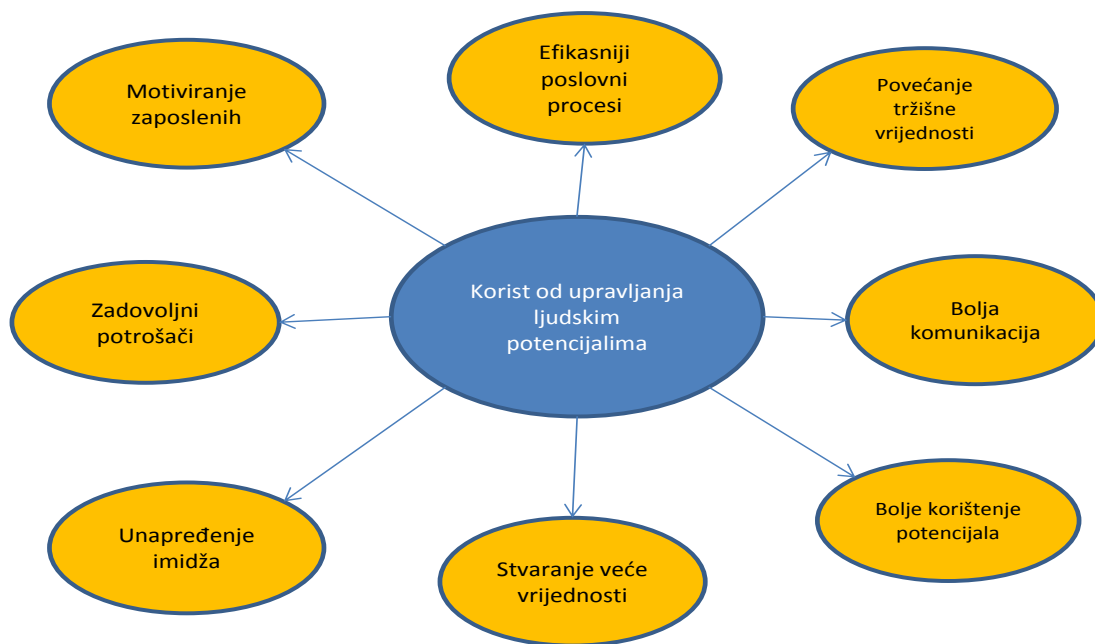 Motiviranje
zaposlenih
Efikasniji
poslovni
procesi
Povećanje
tržišne
vrijednosti
Zadovoljni
potrošači
Korist od upravljanja
ljudskim
potencijalima
Bolja
komunikacija
Unapređenje
imidža
Stvaranje veće
vrijednosti
Bolje korištenje
potencijala